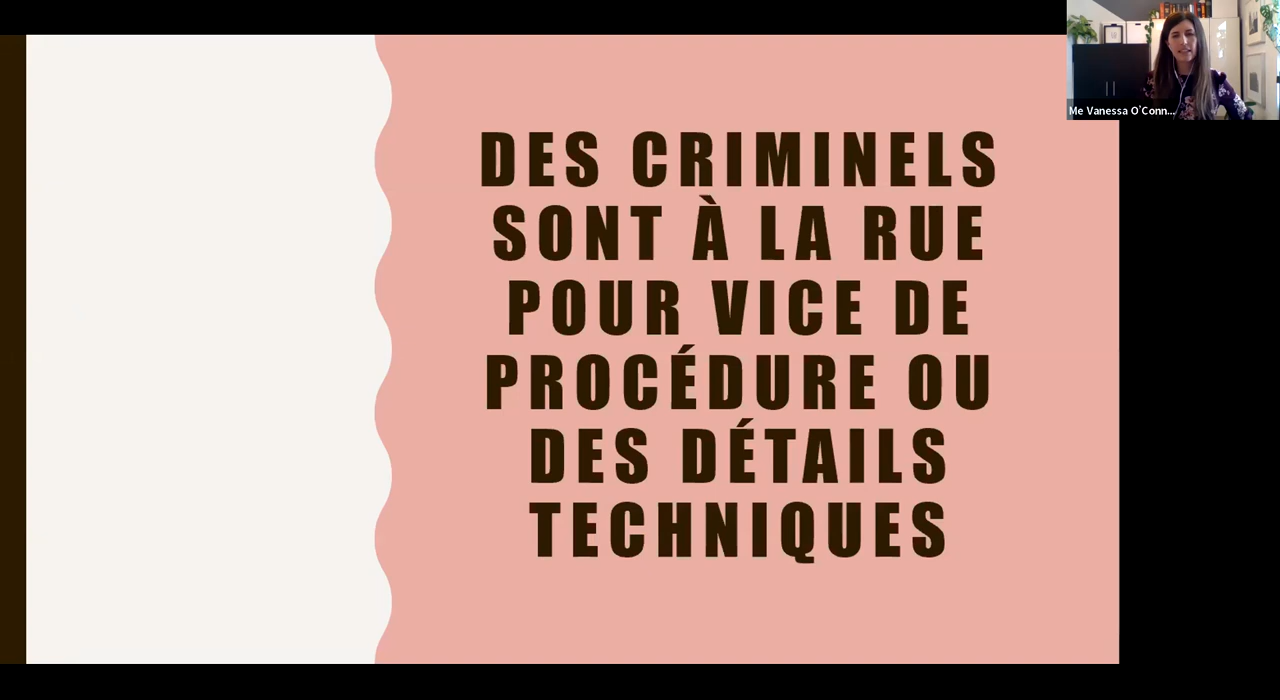 Me Vanessa O'Conn...
DES CRIMINELS
SONT À LA RUE
POUR VICE DE
PROCÉDURE OU
DES DÉTAILS
TECHNIQUES